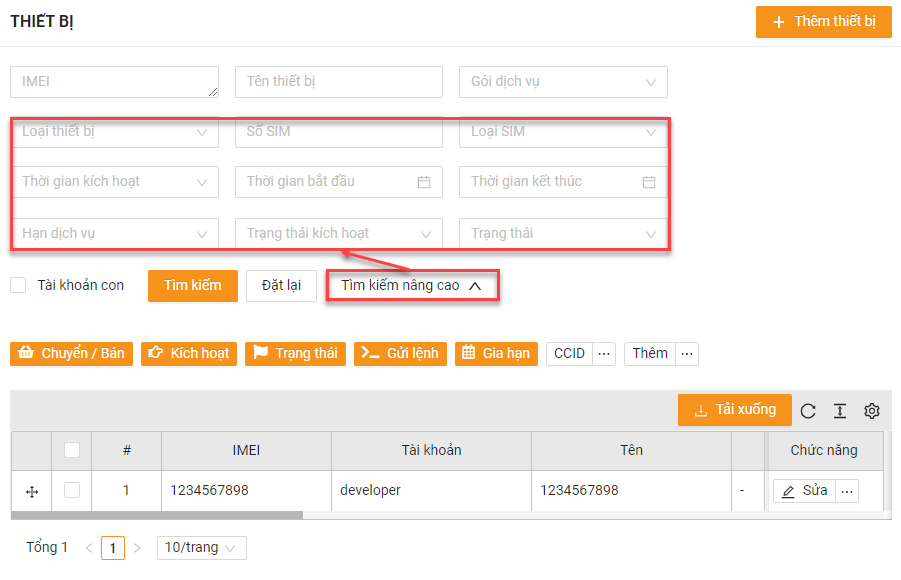 THIẾT BỊ
+ Thêm thiết bị
IMEI Tên thiết bị Gói dịch vụ
Loại thiết bị Số SIM Loại SIM
Thời gian kích hoạt Thời gian bắt đầu Thời gian kết thúc
Hạn dịch vụ Trạng thái kích hoạt Trạng thái
Tài khoản con Tìm kiếm Đặt lại Tìm kiếm nâng cao
Chuyển / Bán Kích hoạt Trạng thái Gửi lệnh Gia hạn CCID ... Thêm ...
Tải xuống
# IMEI Tài khoản Tên Chức năng
1 1234567898 developer 1234567898 - Sửa ...
Tổng 1 < 1 > 10/trang